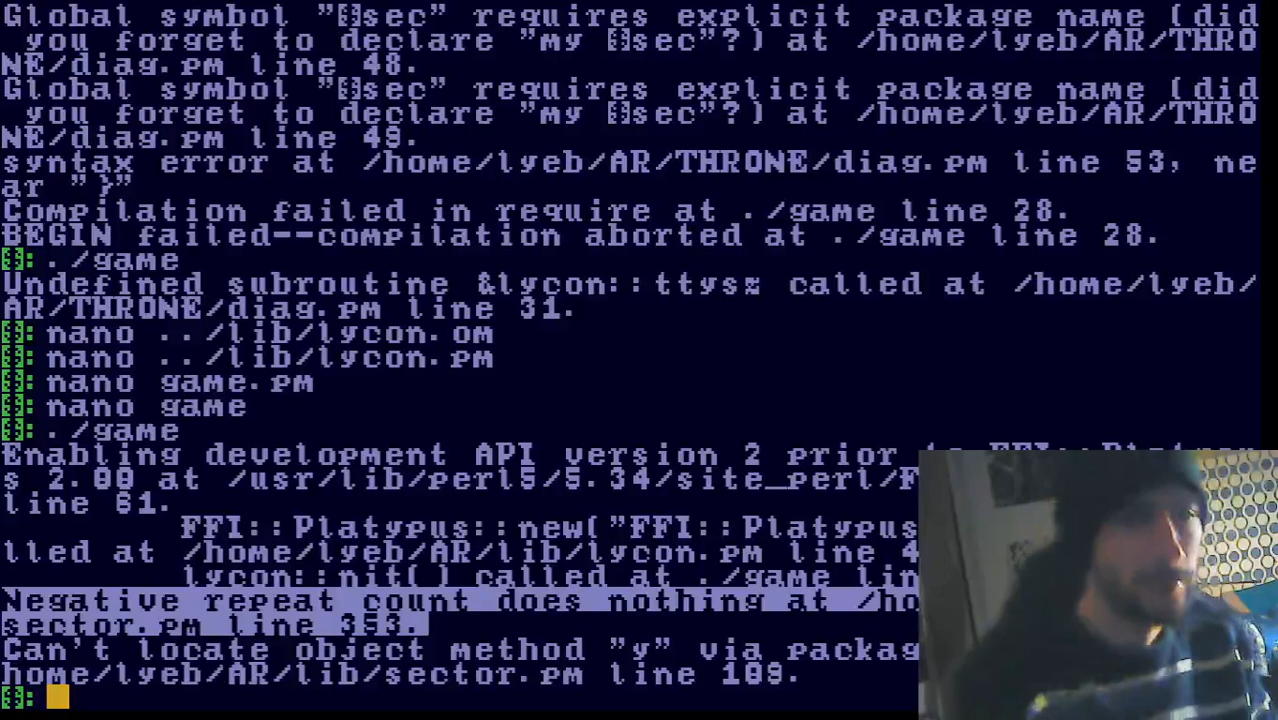 Global symbol "sec" requires explicit package name (did
you forget to declare "my sec"?) at /home/lyeb/AR/THRO
NE/diag.pm line 48.
Global symbol "sec" requires explicit package name (did
you forget to declare "my sec"?) at /home/lyeb/AR/THRO
NE/diag.pm line 49.
syntax error at /home/lyeb/AR/THRONE/diag.pm line 53, ne
ar "}"
Compilation failed in require at ./game line 28.
BEGIN failed--compilation aborted at ./game line 28.
: ./game
Undefined subroutine &lycon::ttysz called at /home/lyeb/
AR/THRONE/diag.pm line 31.
: nano ../lib/lycon.om
: nano ../lib/lycon.pm
: nano game.pm
: nano game
: ./game
Enabling development API version 2 prior to FFI::Platypu
s 2.00 at /usr/lib/perl5/5.34/site_perl/F
line 61.
FFI::Platypus::new("FFI::Platypus
lled at /home/lyeb/AR/lib/lycon.pm line 4
lycon::nit() called at ./game lin
Negative repeat count does nothing at /ho
sector.pm line 353.
Can't locate object method "y" via packag
home/lyeb/AR/lib/sector.pm line 189.
: